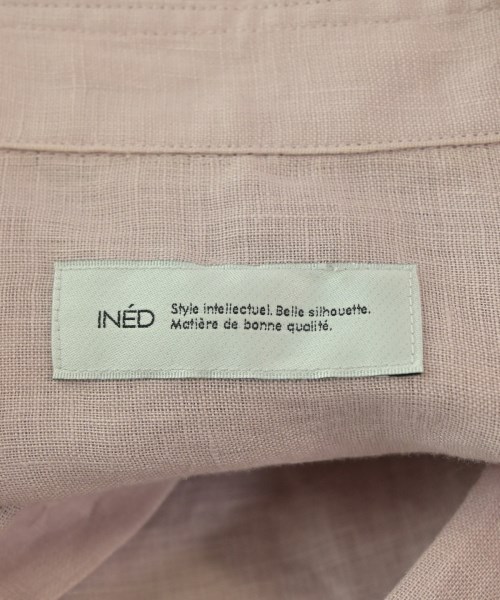 INÉD
Style intellectuel. Belle silhouette.
Matière de bonne qualité.